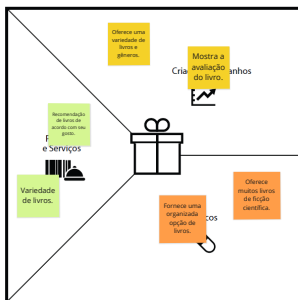 Oferece uma
variedade de
livros e
gêneros.
Mostra a
avaliação
do livro.
Cria
anhos
Recomendação
de livros de
acordo com seu
gosto.
e Serviços
Variedade
de livros.
Fornece uma
organizada
opção de
livros.
cos
Oferece
muitos livros
de ficção
científica.